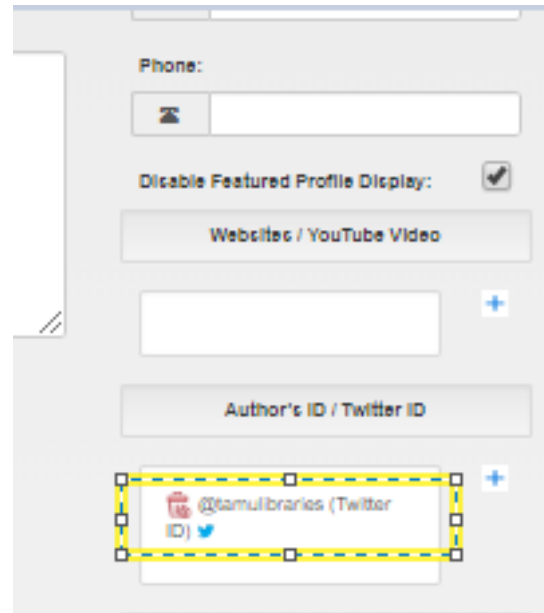 Phone:
Disable Featured Profile Display:
Websites / YouTube Video
Author's ID / Twitter ID
@tamulibraries (Twitter
ID)